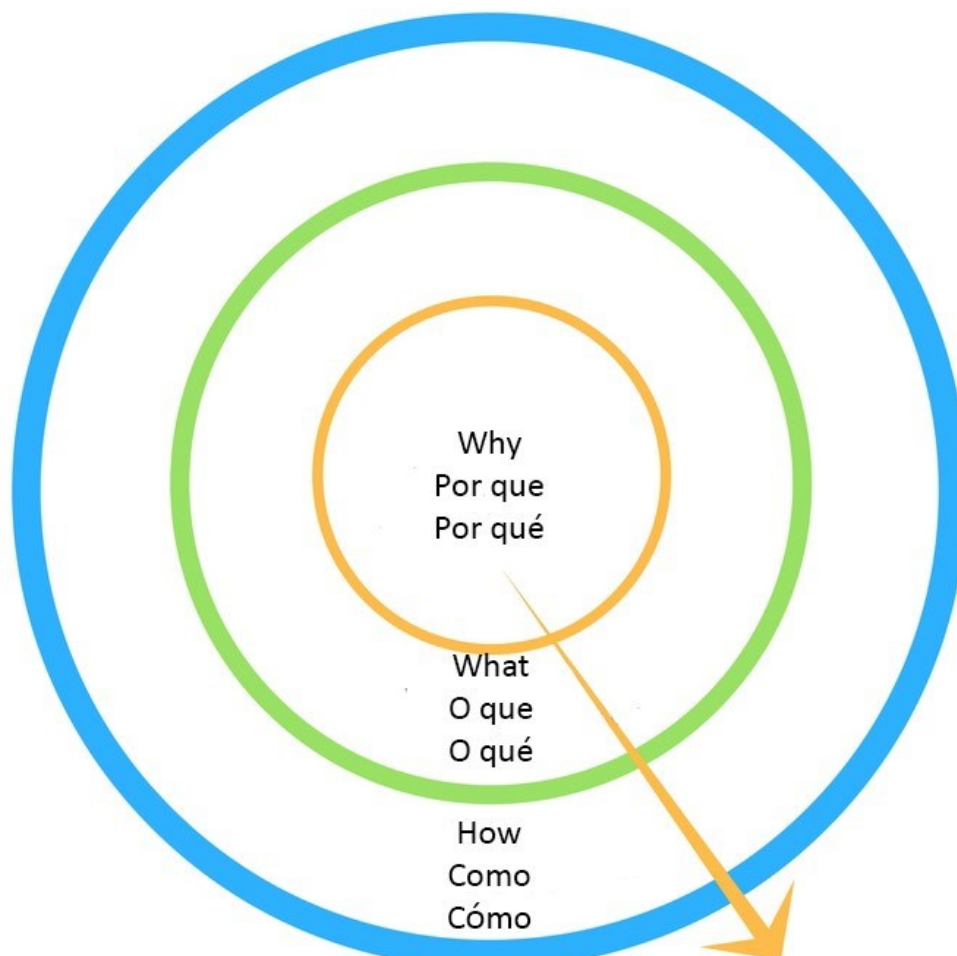 Why
Por que
Por qué
What
O que
O qué
How
Como
Cómo